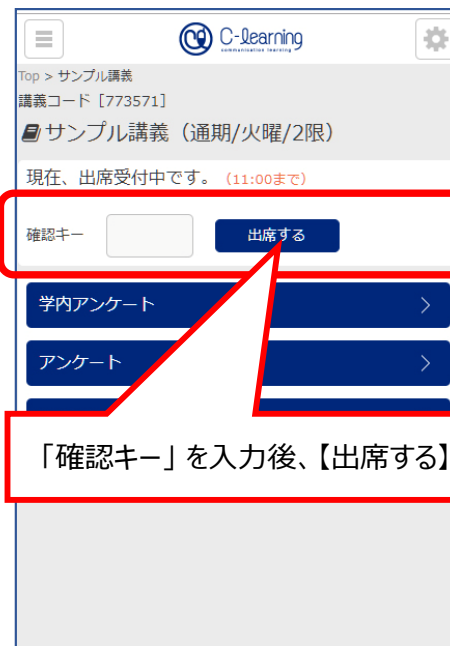 C-Learning
communication learning
Top > サンプル講義
講義コード [773571]
サンプル講義（通期/火曜/2限）
現在、出席受付中です。（11:00まで）
確認キー 出席する
学内アンケート
アンケート
「確認キー」を入力後、【出席する】